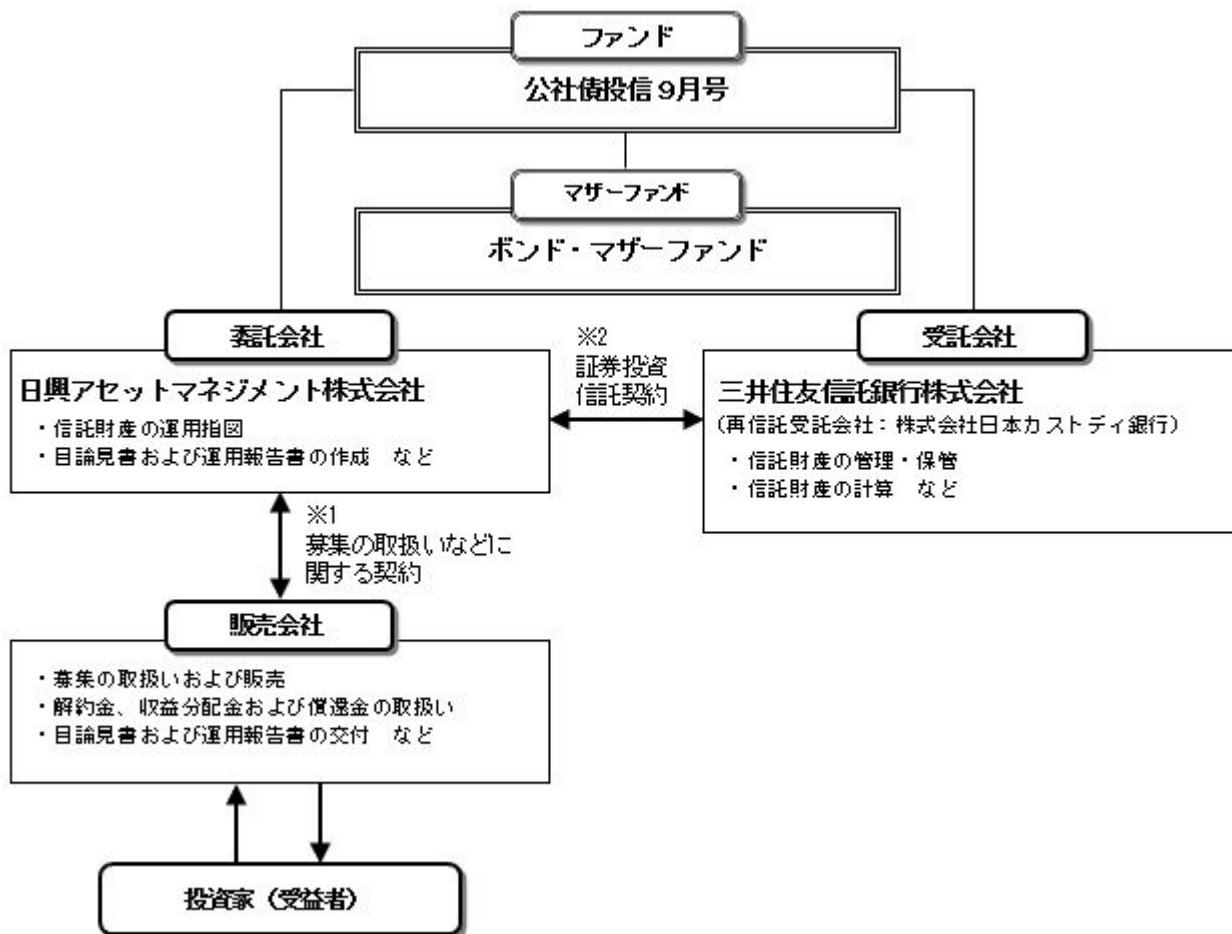 ファンド
公社債投信9月号
マザーファンド
ボンド・マザーファンド
委託会社
日興アセットマネジメント株式会社
・信託財産の運用指図
・目論見書および運用報告書の作成　など
※2
証券投資
信託契約
受託会社
三井住友信託銀行株式会社
（再信託受託会社：株式会社日本カストディ銀行）
・信託財産の管理・保管
・信託財産の計算　など
※1
募集の取扱いなどに
関する契約
販売会社
・募集の取扱いおよび販売
・解約金、収益分配金および償還金の取扱い
・目論見書および運用報告書の交付　など
投資家（受益者）